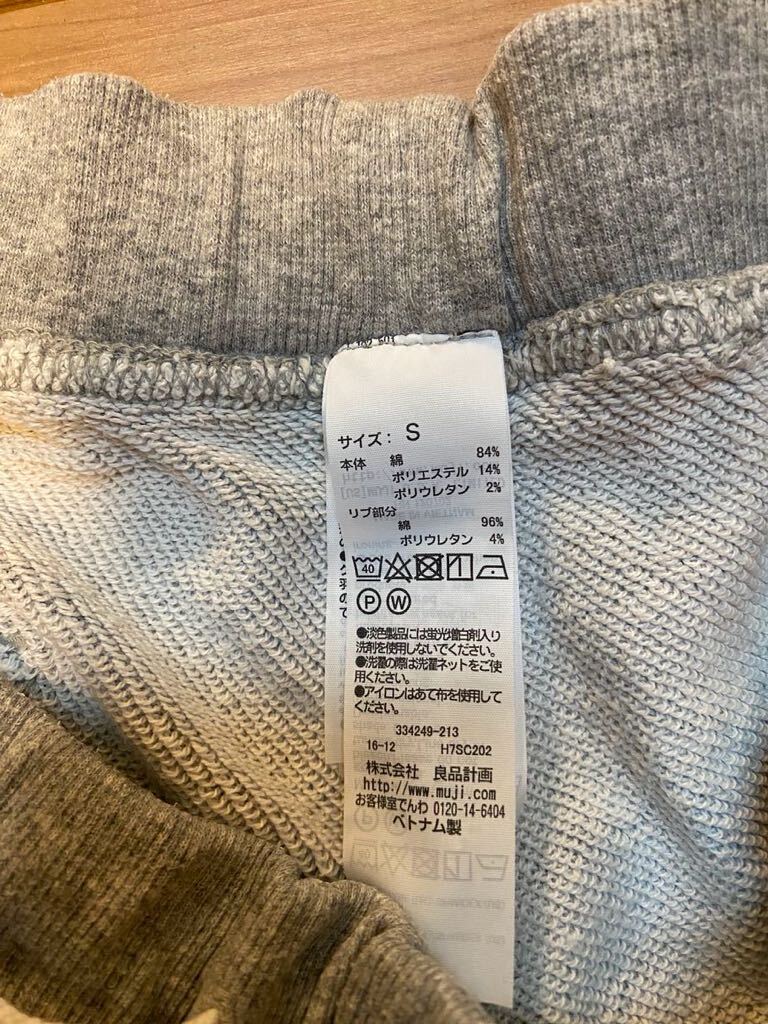 サイズ: S
本体 綿 84%
ポリエステル 14%
ポリウレタン 2%
リブ部分
綿 96%
ポリウレタン 4%
40
P W
●淡色製品には蛍光増白剤入り
洗剤を使用しないでください。
●洗濯の際は洗濯ネットをご使
用ください。
●アイロンはあて布を使用して
ください。
334249-213
16-12 H7SC202
株式会社 良品計画
http://www.muji.com
お客様室でんわ 0120-14-6404
ベトナム製